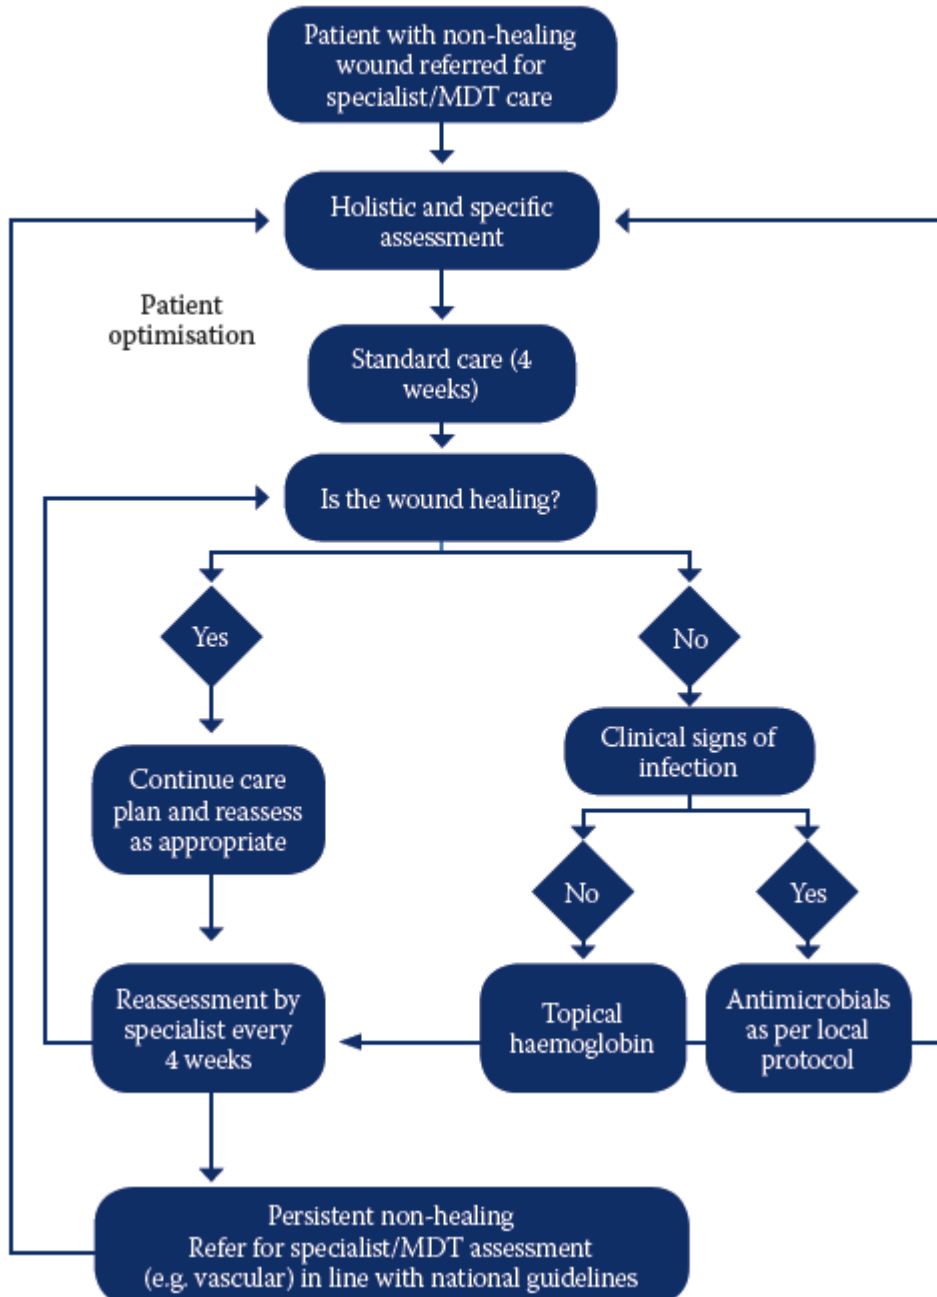 Patient with non-healing
wound referred for
specialist/MDT care
Holistic and specific
assessment
Patient
optimisation
Standard care (4
weeks)
Is the wound healing?
Yes
No
Continue care
plan and reassess
as appropriate
Clinical signs of
infection
No
Yes
Reassessment by
specialist every
4 weeks
Topical
haemoglobin
Antimicrobials
as per local
protocol
Persistent non-healing
Refer for specialist/MDT assessment
(e.g. vascular) in line with national guidelines